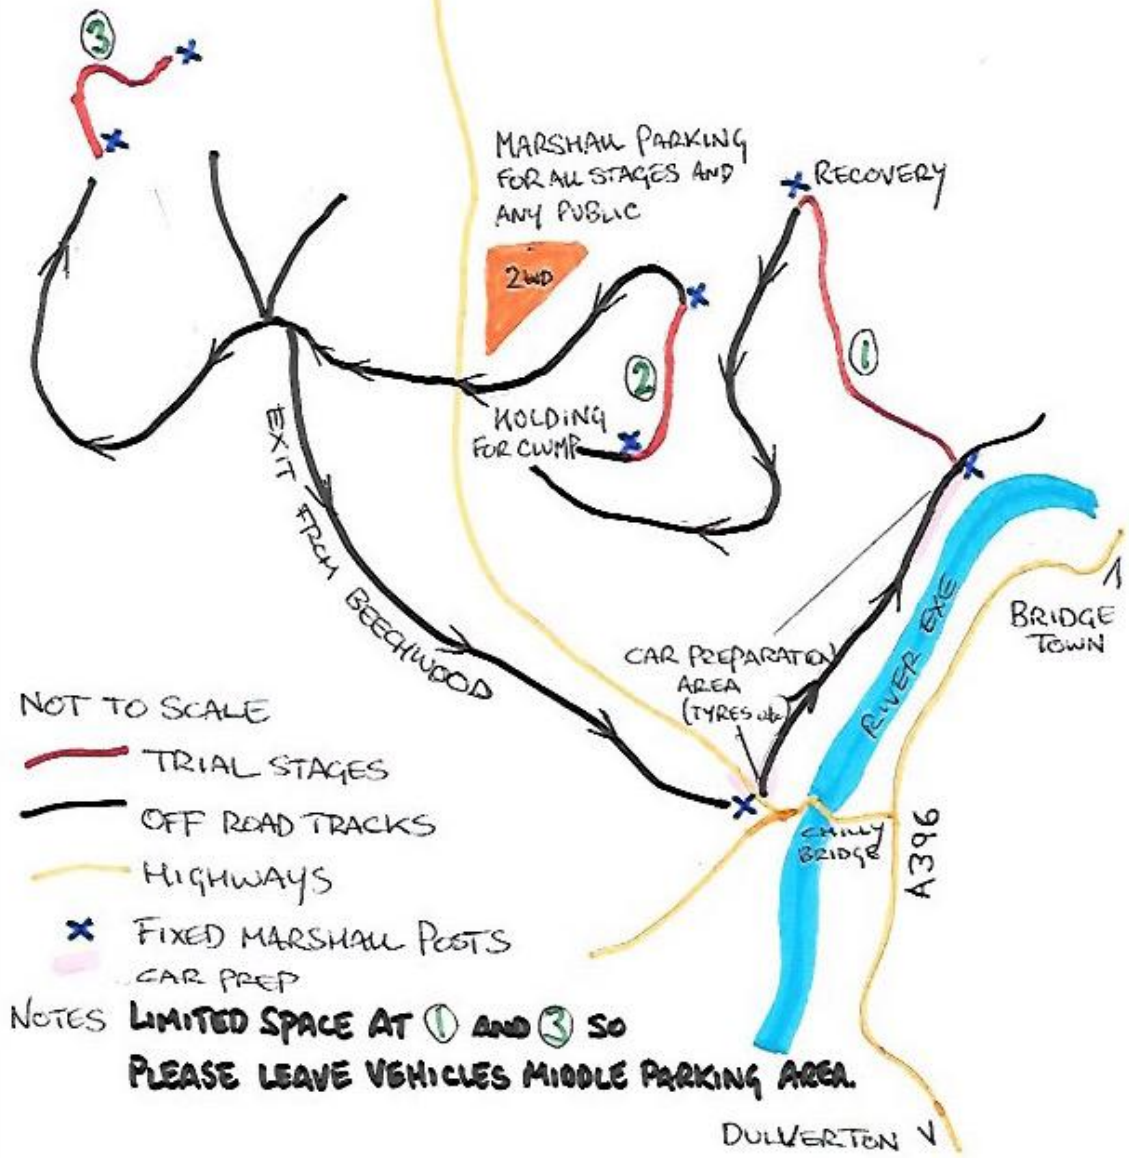 3
MARSHALL PARKING
FOR ALL STAGES AND
ANY PUBLIC
2WD
RECOVERY
1
2
HOLDING
FOR CLUMP
EXIT FROM BEECHWOOD
CAR PREPARATION
AREA
(TYRES etc)
RIVER EXE
BRIDGE
TOWN
CHILLY
BRIDGE
A396
NOT TO SCALE
TRIAL STAGES
OFF ROAD TRACKS
HIGHWAYS
FIXED MARSHALL POSTS
CAR PREP
NOTES LIMITED SPACE AT 1 AND 3 SO
PLEASE LEAVE VEHICLES MIDDLE PARKING AREA.
DULVERTON